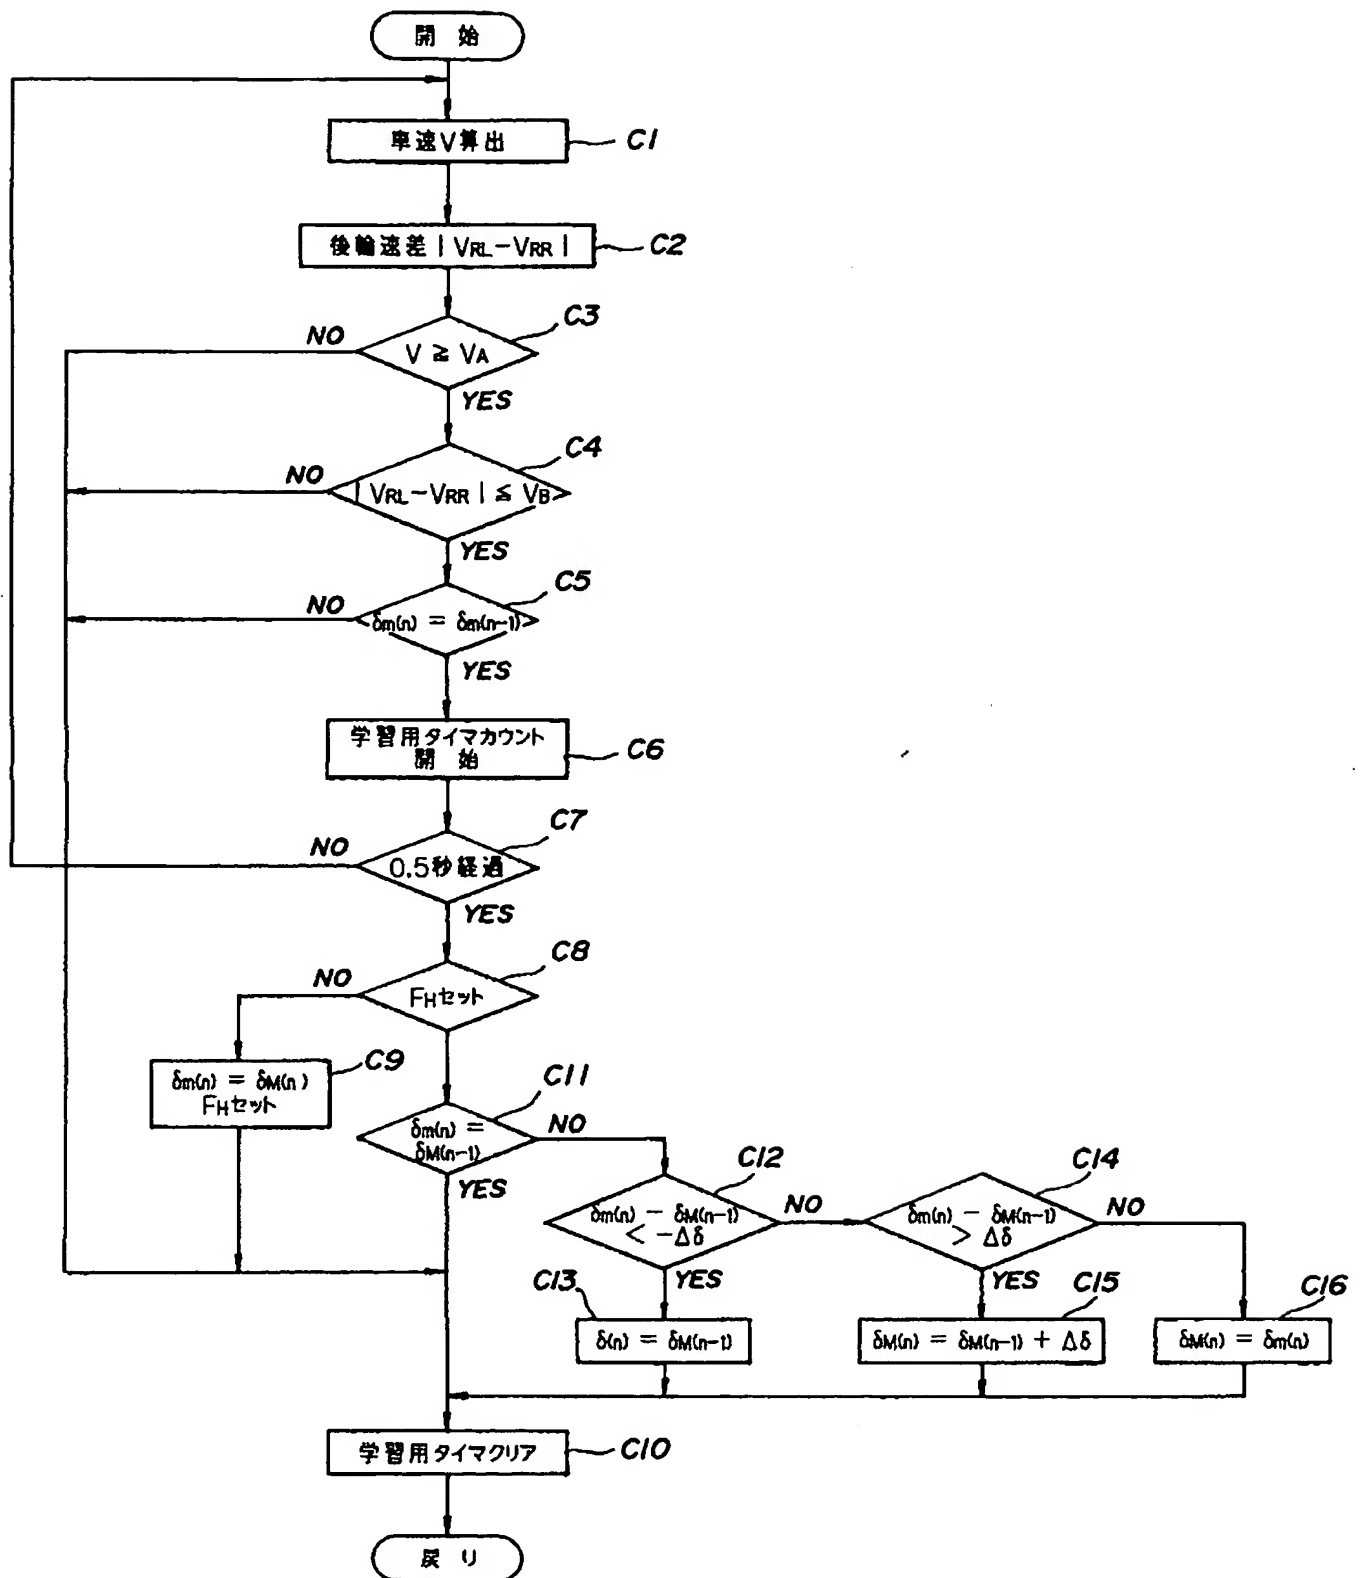 開始
車速V算出
C1
後輪速差|VRL-VRR|
C2
C3
NO
V ≧ VA
YES
C4
NO
|VRL-VRR| ≦ VB
YES
C5
NO
δm(n) = δm(n-1)
YES
学習用タイマカウント
開始
C6
C7
NO
0.5秒経過
YES
C8
NO
FHセット
C9
δm(n) = δM(n)
FHセット
C11
δm(n) =
δM(n-1)
NO
YES
C12
δm(n) - δM(n-1)
< -Δδ
NO
YES
C14
δm(n) - δM(n-1)
> Δδ
NO
YES
C13
δ(n) = δM(n-1)
C15
δM(n) = δM(n-1) + Δδ
C16
δM(n) = δm(n)
学習用タイマクリア
C10
戻り